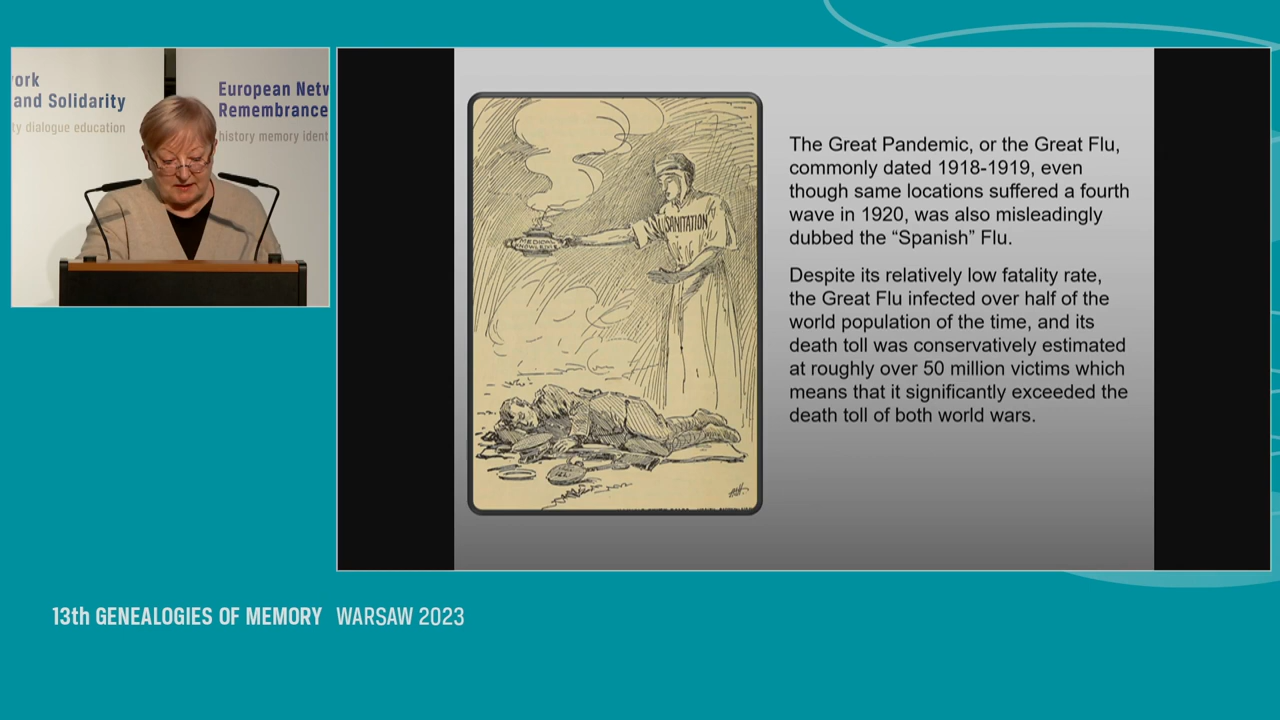 ork
and Solidarity
ty dialogue education
European Netw
Remembrance
history memory ident
SANITATION
MEDICAL
KNOWLEDGE
The Great Pandemic, or the Great Flu,
commonly dated 1918-1919, even
though same locations suffered a fourth
wave in 1920, was also misleadingly
dubbed the “Spanish” Flu.
Despite its relatively low fatality rate,
the Great Flu infected over half of the
world population of the time, and its
death toll was conservatively estimated
at roughly over 50 million victims which
means that it significantly exceeded the
death toll of both world wars.
13th GENEALOGIES OF MEMORY WARSAW 2023